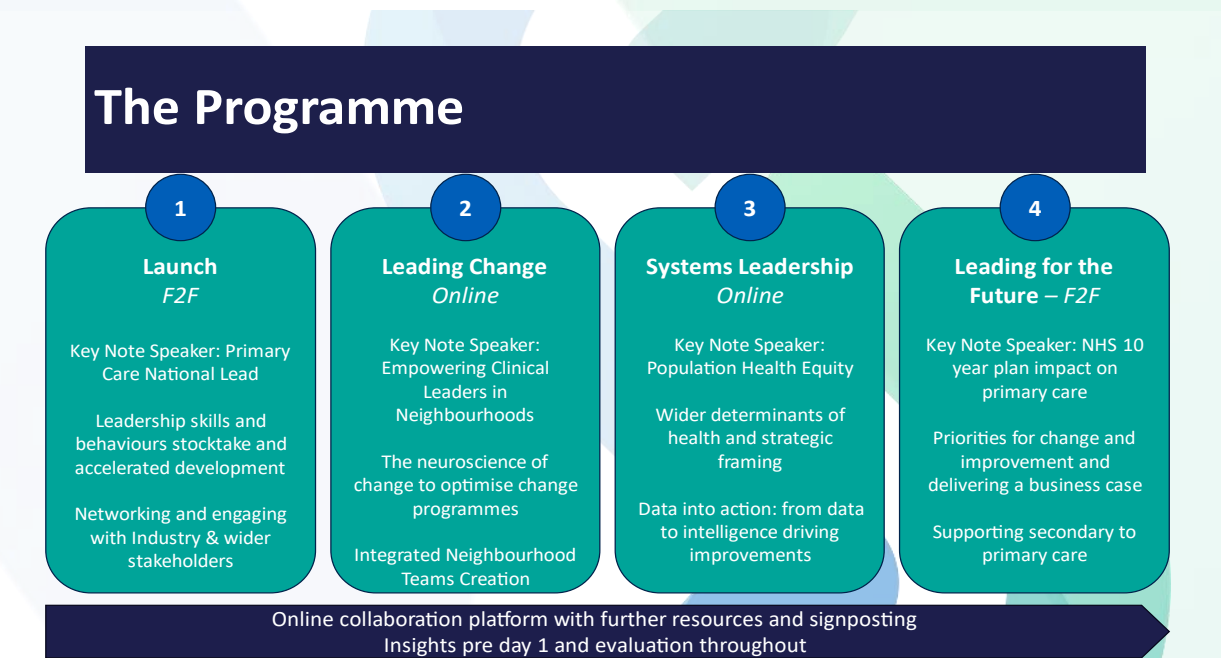 The Programme
1
Launch
F2F
Key Note Speaker: Primary
Care National Lead
Leadership skills and
behaviours stocktake and
accelerated development
Networking and engaging
with Industry & wider
stakeholders
2
Leading Change
Online
Key Note Speaker:
Empowering Clinical
Leaders in
Neighbourhoods
The neuroscience of
change to optimise change
programmes
Integrated Neighbourhood
Teams Creation
3
Systems Leadership
Online
Key Note Speaker:
Population Health Equity
Wider determinants of
health and strategic
framing
Data into action: from data
to intelligence driving
improvements
4
Leading for the
Future – F2F
Key Note Speaker: NHS 10
year plan impact on
primary care
Priorities for change and
improvement and
delivering a business case
Supporting secondary to
primary care
Online collaboration platform with further resources and signposting
Insights pre day 1 and evaluation throughout